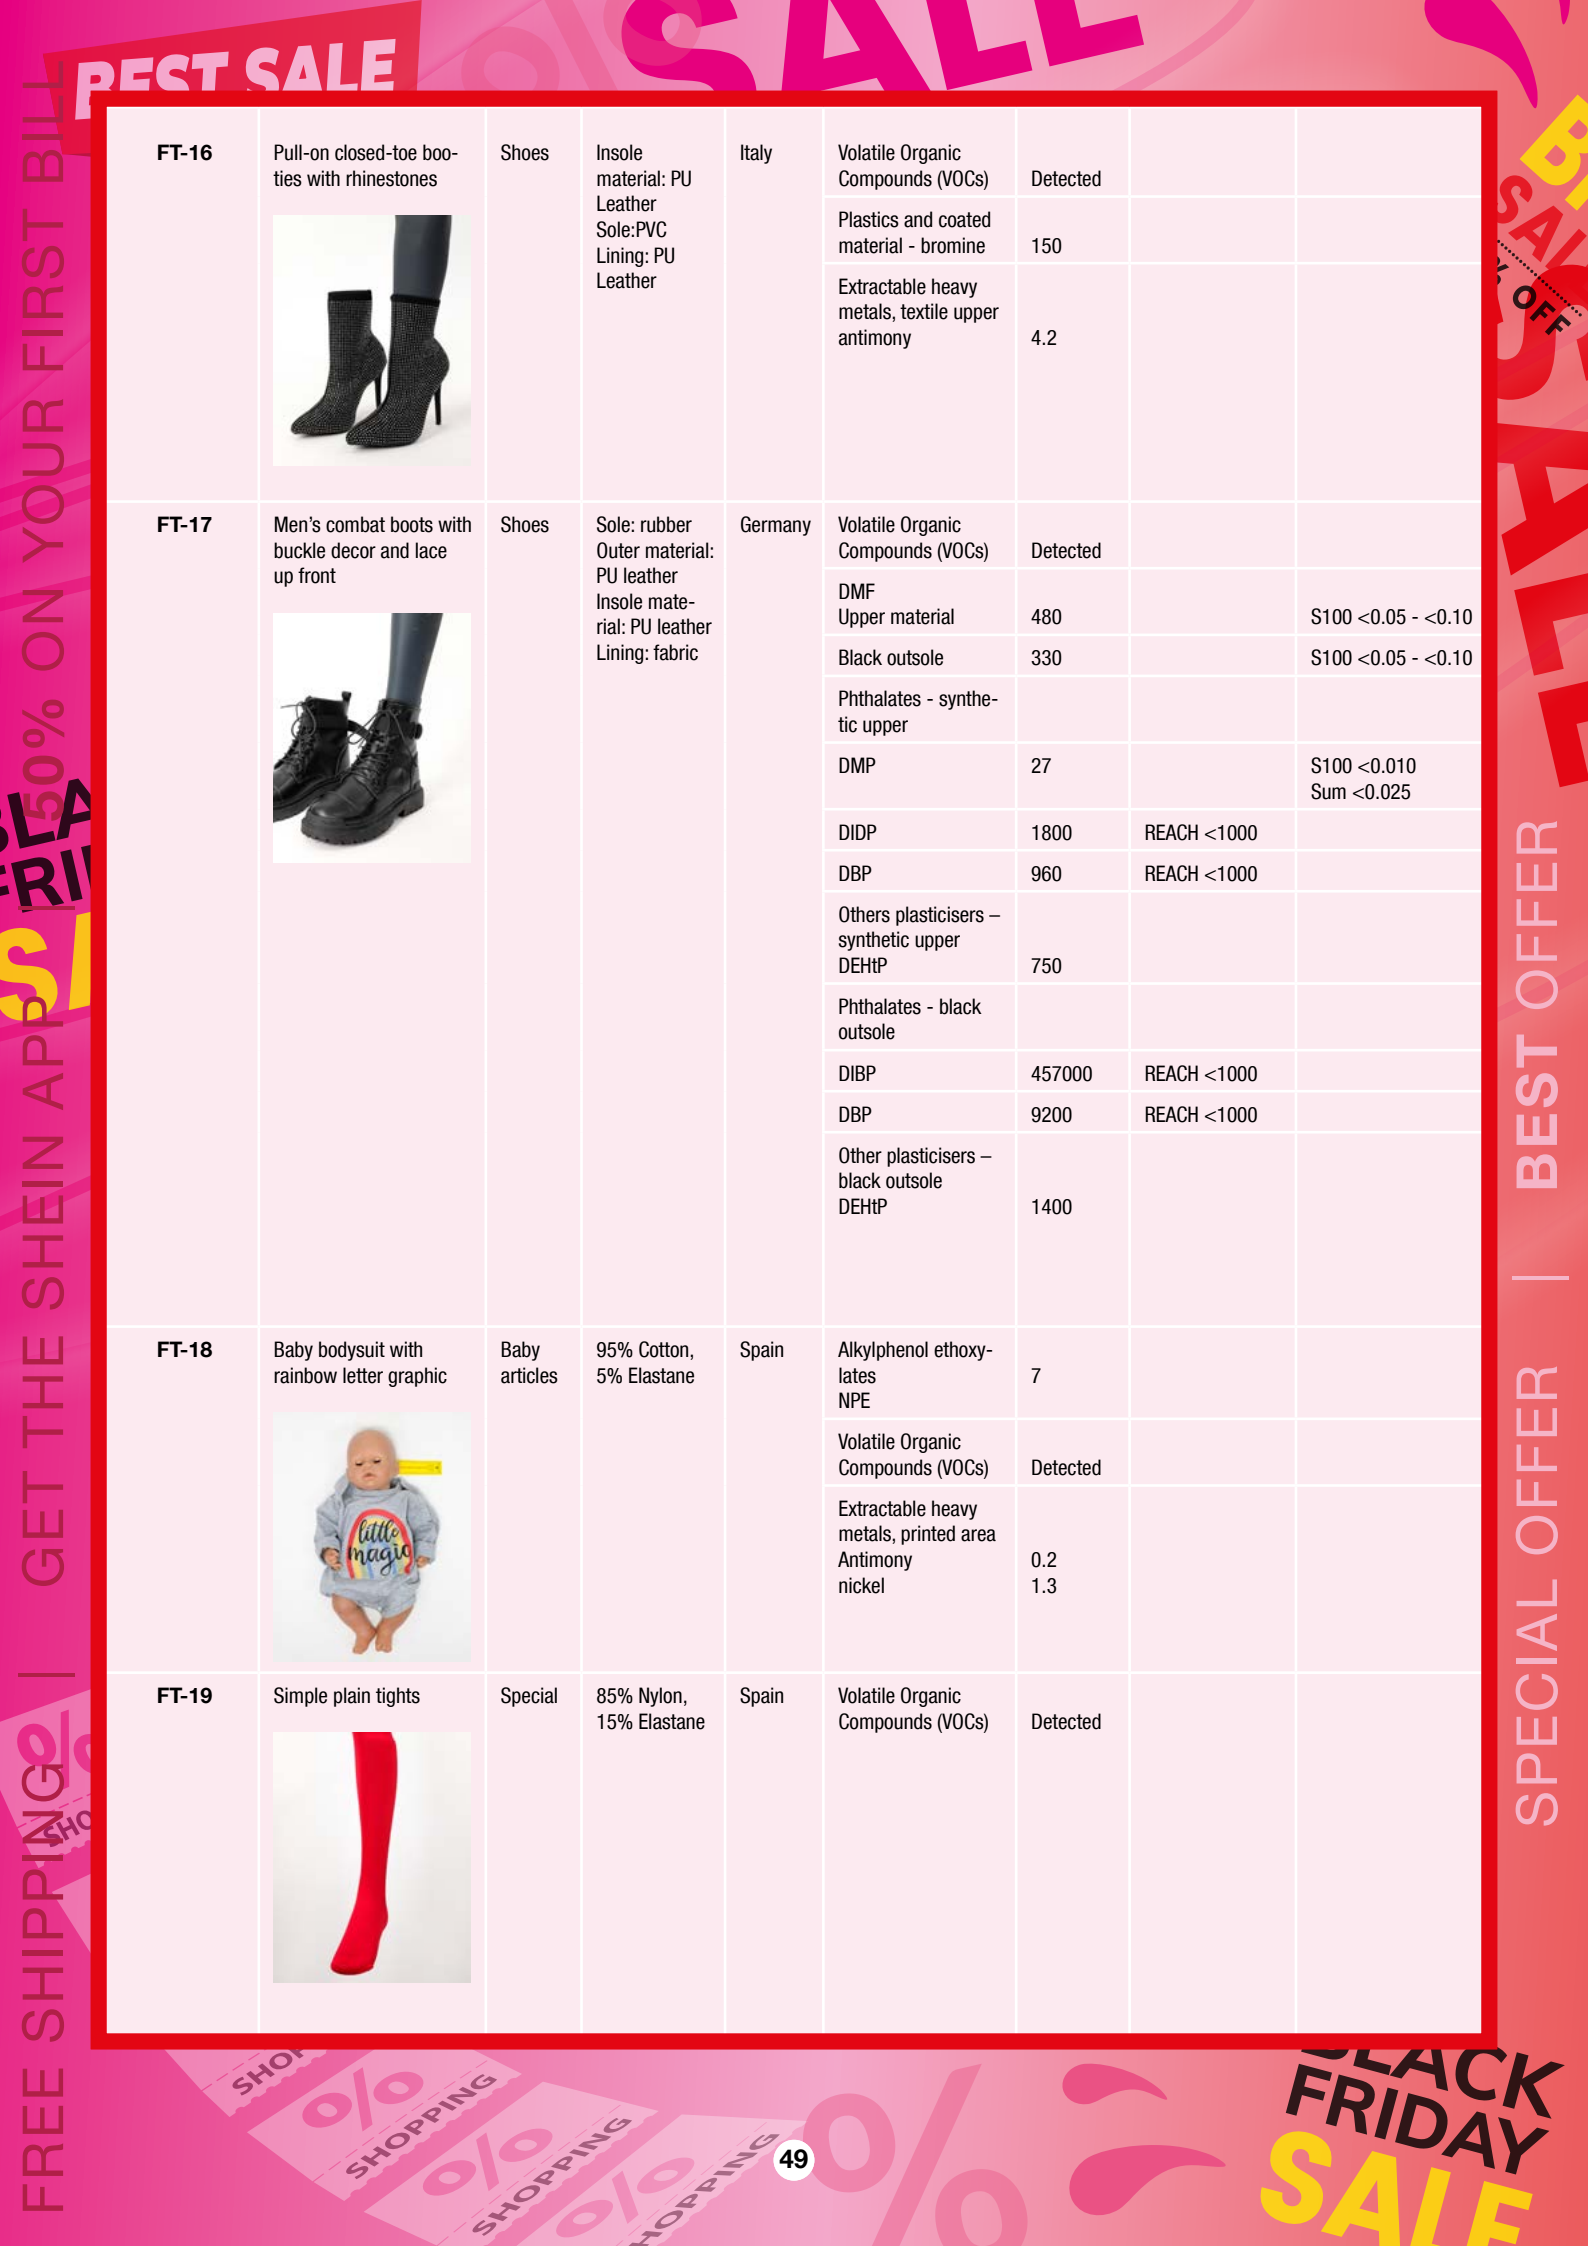 BEST SALE
SALE
FT-16
Pull-on closed-toe boo-
ties with rhinestones
Shoes
Insole
material: PU
Leather
Sole:PVC
Lining: PU
Leather
Italy
Volatile Organic
Compounds (VOCs)
Detected
Plastics and coated
material - bromine
150
Extractable heavy
metals, textile upper
antimony
4.2
FT-17
Men’s combat boots with
buckle decor and lace
up front
Shoes
Sole: rubber
Outer material:
PU leather
Insole mate-
rial: PU leather
Lining: fabric
Germany
Volatile Organic
Compounds (VOCs)
Detected
DMF
Upper material
480
S100 <0.05 - <0.10
Black outsole
330
S100 <0.05 - <0.10
Phthalates - synthe-
tic upper
DMP
27
S100 <0.010
Sum <0.025
DIDP
1800
REACH <1000
DBP
960
REACH <1000
Others plasticisers –
synthetic upper
DEHtP
750
Phthalates - black
outsole
DIBP
457000
REACH <1000
DBP
9200
REACH <1000
Other plasticisers –
black outsole
DEHtP
1400
FT-18
Baby bodysuit with
rainbow letter graphic
little
magic
Baby
articles
95% Cotton,
5% Elastane
Spain
Alkylphenol ethoxy-
lates
NPE
7
Volatile Organic
Compounds (VOCs)
Detected
Extractable heavy
metals, printed area
Antimony
0.2
nickel
1.3
FT-19
Simple plain tights
Special
85% Nylon,
15% Elastane
Spain
Volatile Organic
Compounds (VOCs)
Detected
FREE SHIPPING | GET THE SHEIN APP | 50% ON YOUR FIRST BILL
SPECIAL OFFER | BEST OFFER
% OFF
SALE
%
SHOPPING
%
SHOPPING
%
SHOPPING
%
BLACK
FRIDAY
SALE
49